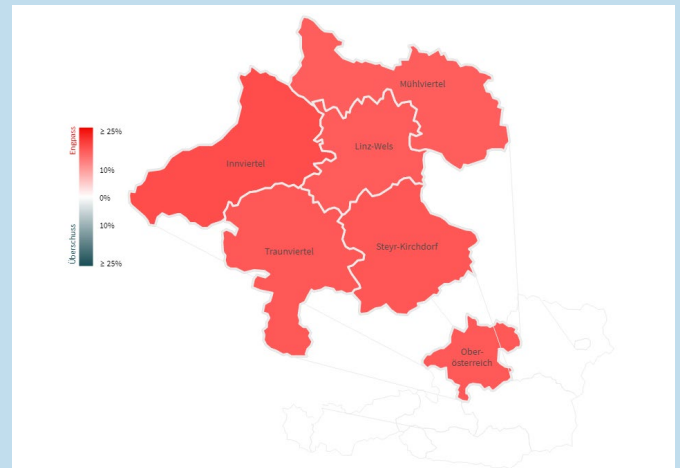 Mühlviertel
Linz-Wels
Innviertel
Traunviertel
Steyr-Kirchdorf
Ober-
österreich
Engpass
Überschuss
≥ 25%
10%
0%
10%
≥ 25%